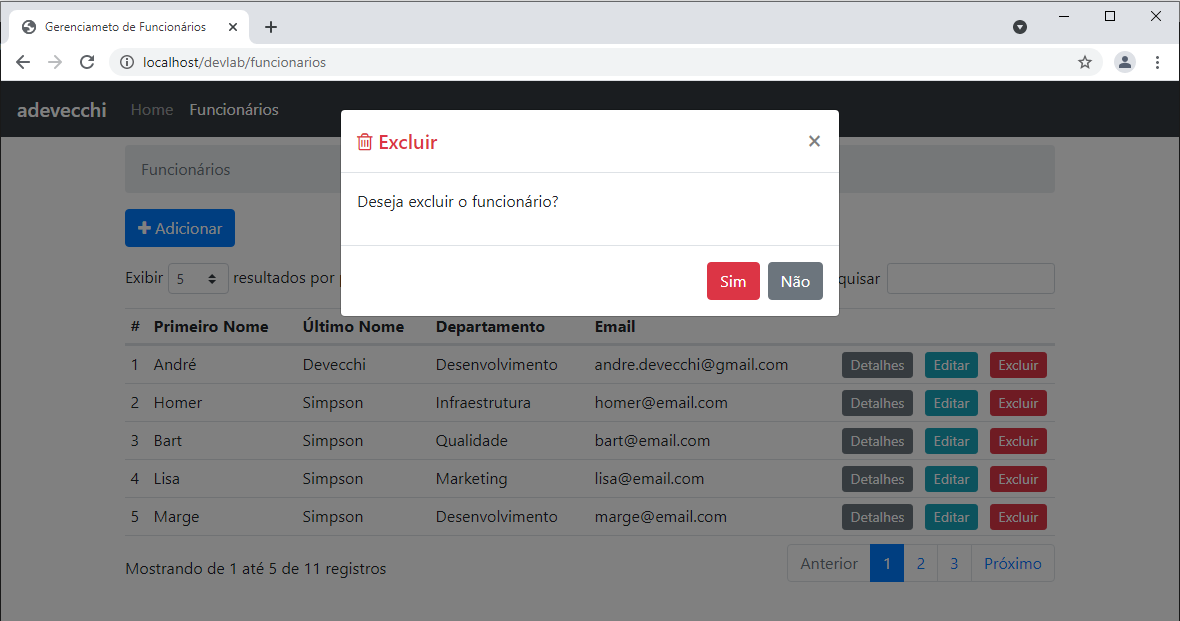 Gerenciameto de Funcionários
localhost/devlab/funcionarios
adevecchi Home Funcionários
Excluir
Deseja excluir o funcionário?
Sim Não
Funcionários
Adicionar
Exibir 5 resultados por
# Primeiro Nome Último Nome Departamento Email
1 André Devecchi Desenvolvimento andre.devecchi@gmail.com Detalhes Editar Excluir
2 Homer Simpson Infraestrutura homer@email.com Detalhes Editar Excluir
3 Bart Simpson Qualidade bart@email.com Detalhes Editar Excluir
4 Lisa Simpson Marketing lisa@email.com Detalhes Editar Excluir
5 Marge Simpson Desenvolvimento marge@email.com Detalhes Editar Excluir
Mostrando de 1 até 5 de 11 registros
Anterior 1 2 3 Próximo